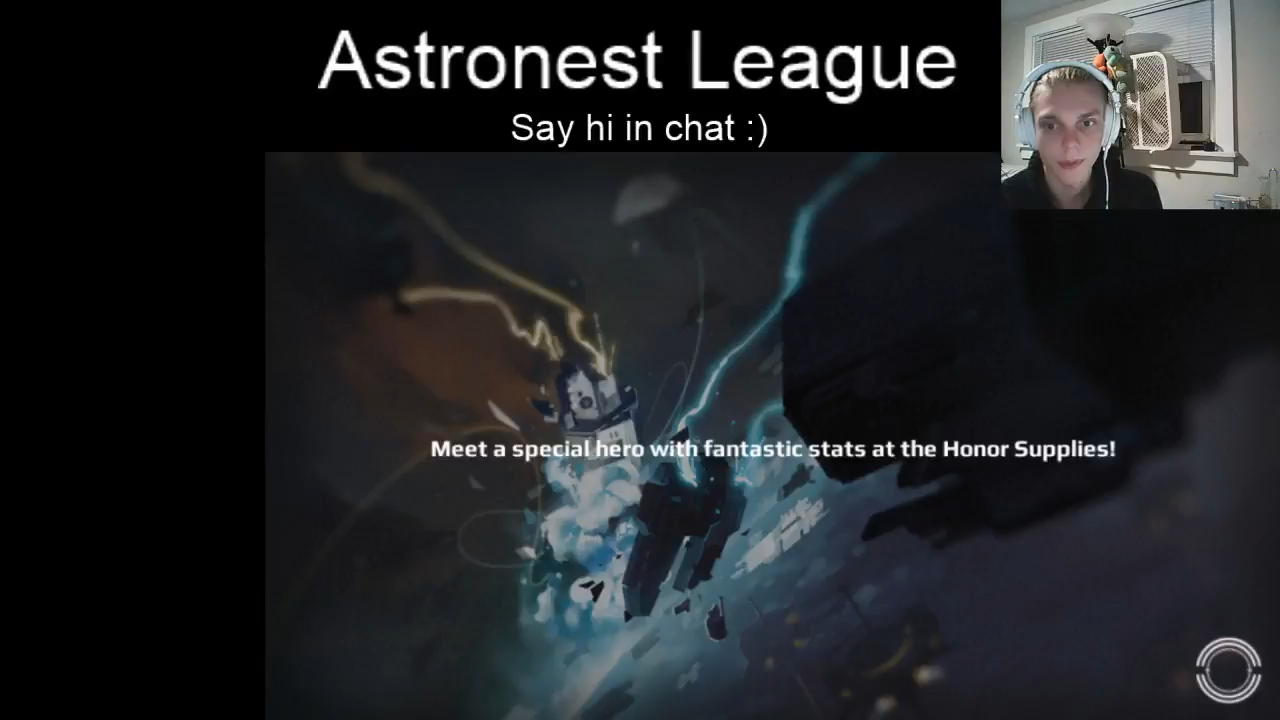 Astronest League
Say hi in chat :)
Meet a special hero with fantastic stats at the Honor Supplies!